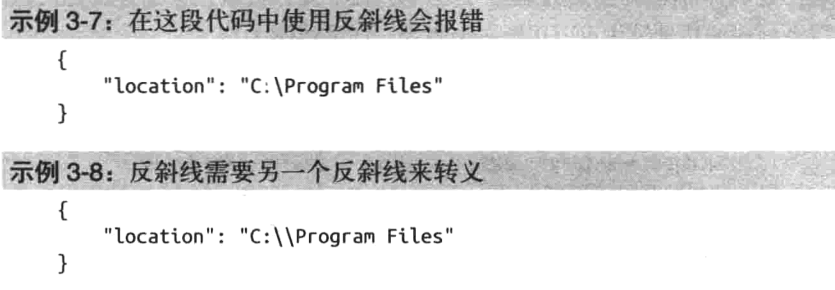 示例 3-7：在这段代码中使用反斜线会报错
{
    "location": "C:\Program Files"
}
示例 3-8：反斜线需要另一个反斜线来转义
{
    "location": "C:\\Program Files"
}